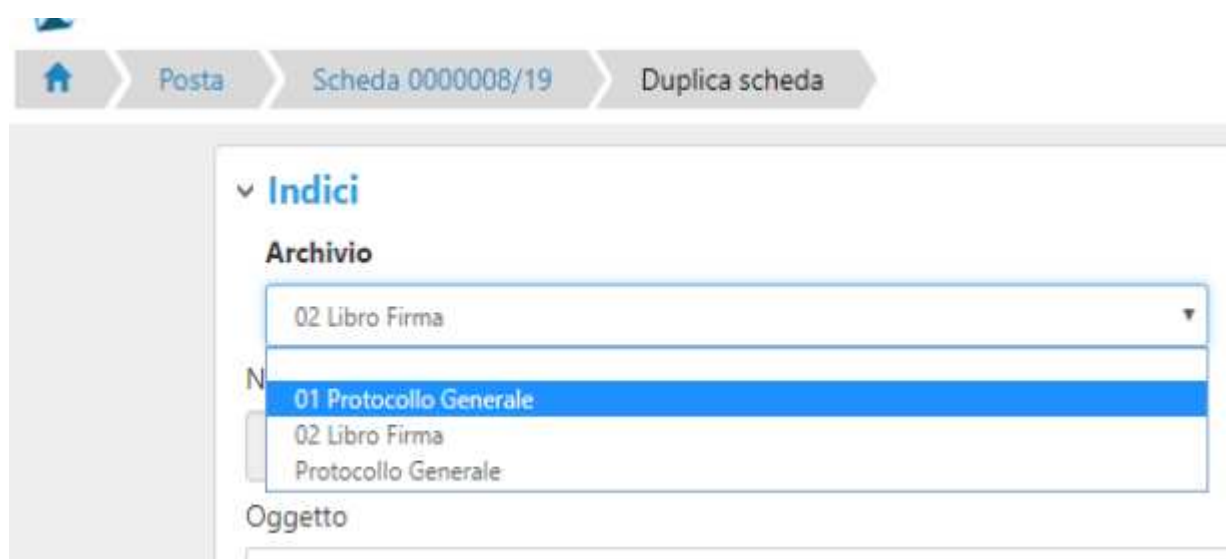 Posta Scheda 0000008/19 Duplica scheda
Indici
Archivio
02 Libro Firma
N
01 Protocollo Generale
02 Libro Firma
Protocollo Generale
Oggetto